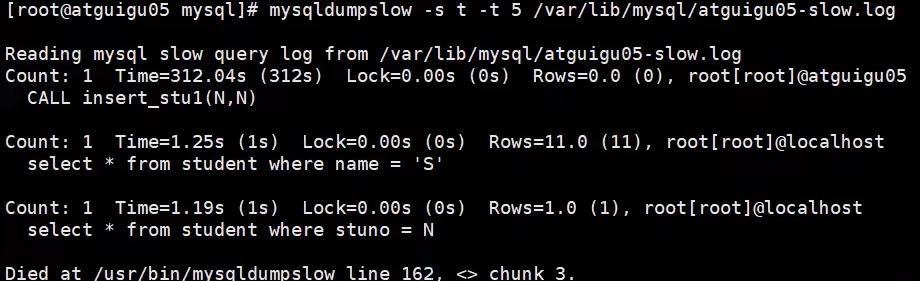 [root@atguigu05 mysql]# mysqldumpslow -s t -t 5 /var/lib/mysql/atguigu05-slow.log
Reading mysql slow query log from /var/lib/mysql/atguigu05-slow.log
Count: 1  Time=312.04s (312s)  Lock=0.00s (0s)  Rows=0.0 (0), root[root]@atguigu05
  CALL insert_stu1(N,N)
Count: 1  Time=1.25s (1s)  Lock=0.00s (0s)  Rows=11.0 (11), root[root]@localhost
  select * from student where name = 'S'
Count: 1  Time=1.19s (1s)  Lock=0.00s (0s)  Rows=1.0 (1), root[root]@localhost
  select * from student where stuno = N
Died at /usr/bin/mysqldumpslow line 162, <> chunk 3.